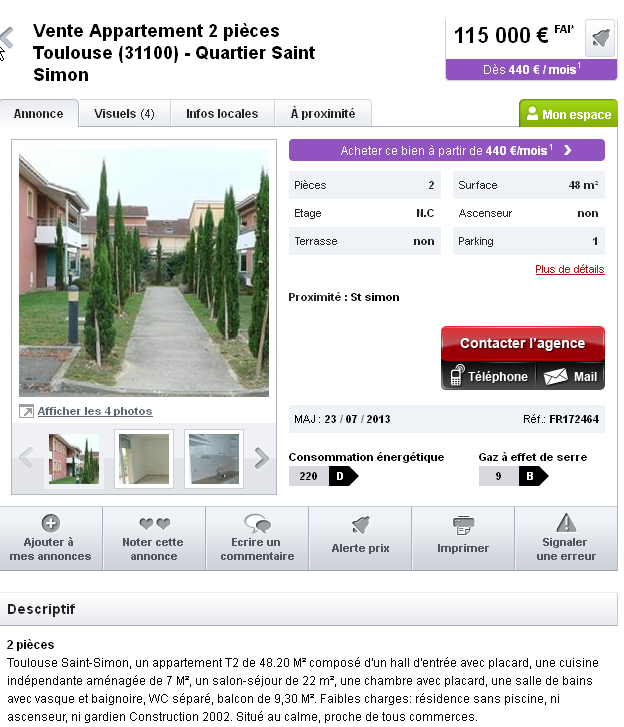 Vente Appartement 2 pièces
Toulouse (31100) - Quartier Saint
Simon
115 000 € FAI*
Dès 440 € / mois¹
Annonce
Visuels (4)
Infos locales
À proximité
Mon espace
Acheter ce bien à partir de 440 €/mois¹
Pièces 2
Surface 48 m²
Etage N.C
Ascenseur non
Terrasse non
Parking 1
Plus de détails
Proximité : St simon
Contacter l'agence
Téléphone
Mail
Afficher les 4 photos
MAJ : 23 / 07 / 2013
Réf.: FR172464
Consommation énergétique
Gaz à effet de serre
220 D
9 B
Ajouter à
mes annonces
Noter cette
annonce
Ecrire un
commentaire
Alerte prix
Imprimer
Signaler
une erreur
Descriptif
2 pièces
Toulouse Saint-Simon, un appartement T2 de 48.20 M² composé d'un hall d'entrée avec placard, une cuisine
indépendante aménagée de 7 M², un salon-séjour de 22 m², une chambre avec placard, une salle de bains
avec vasque et baignoire, WC séparé, balcon de 9,30 M². Faibles charges: résidence sans piscine, ni
ascenseur, ni gardien Construction 2002. Situé au calme, proche de tous commerces.